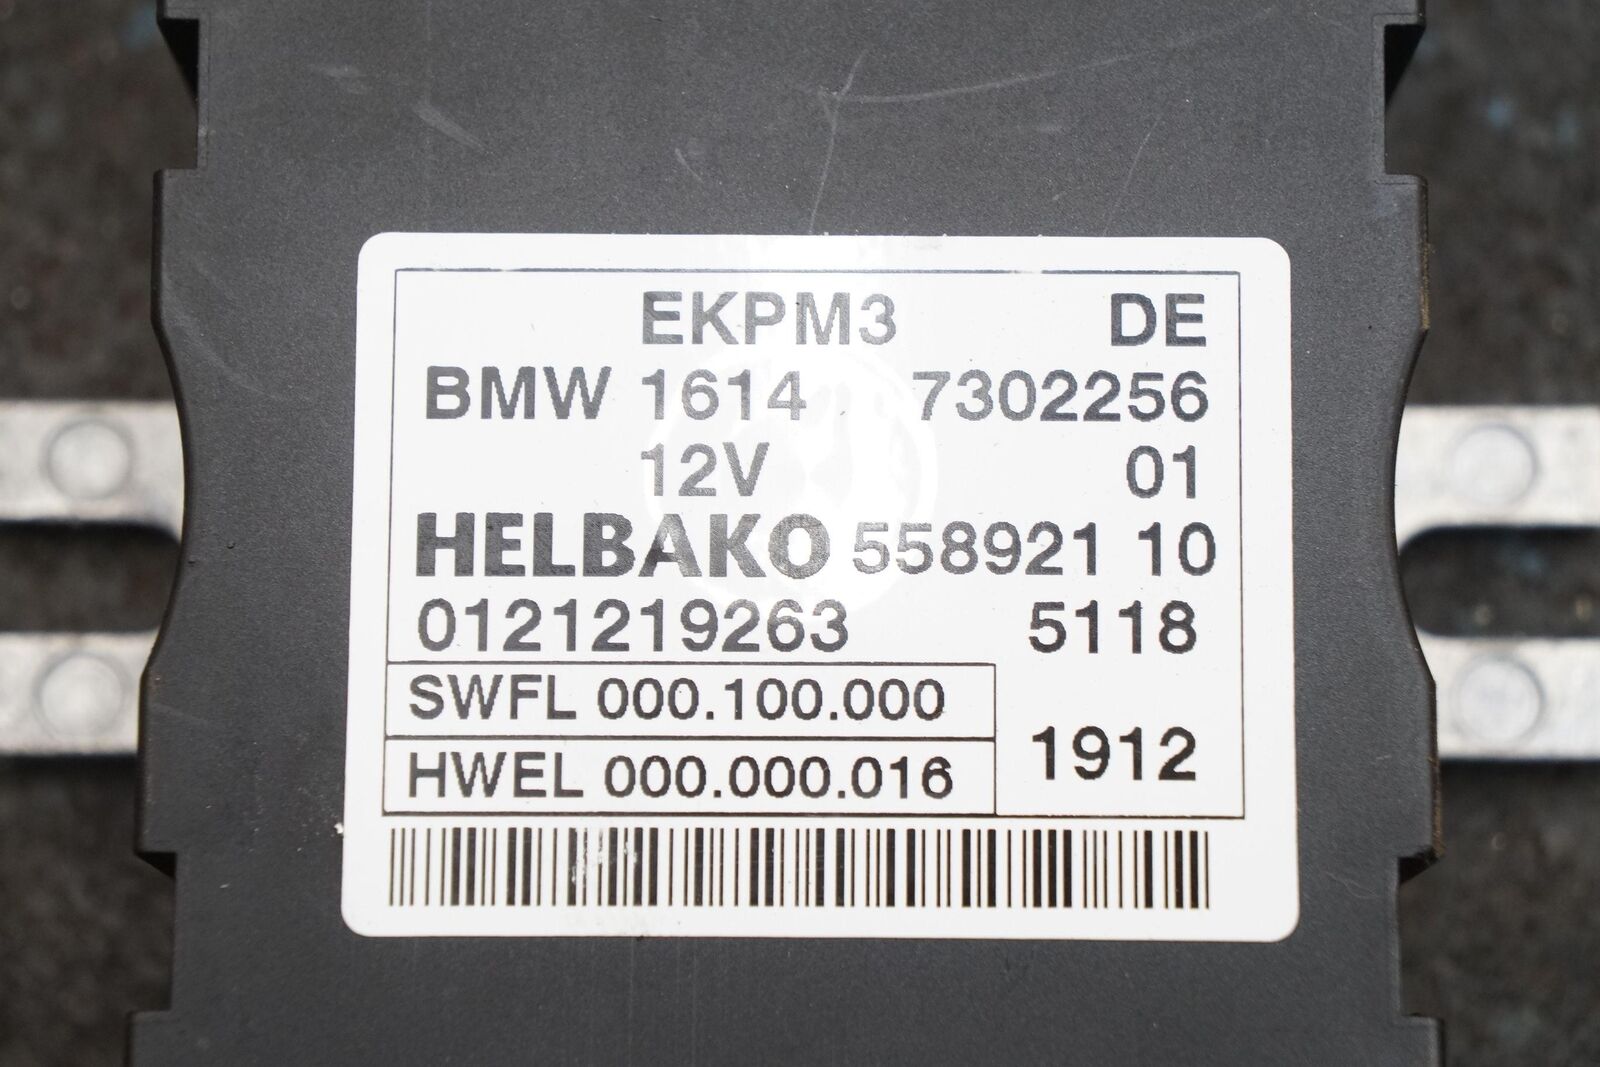 EKPM3 DE
BMW 1614 7302256
12V 01
HELBAKO 558921 10
0121219263 5118
SWFL 000.100.000
1912
HWEL 000.000.016